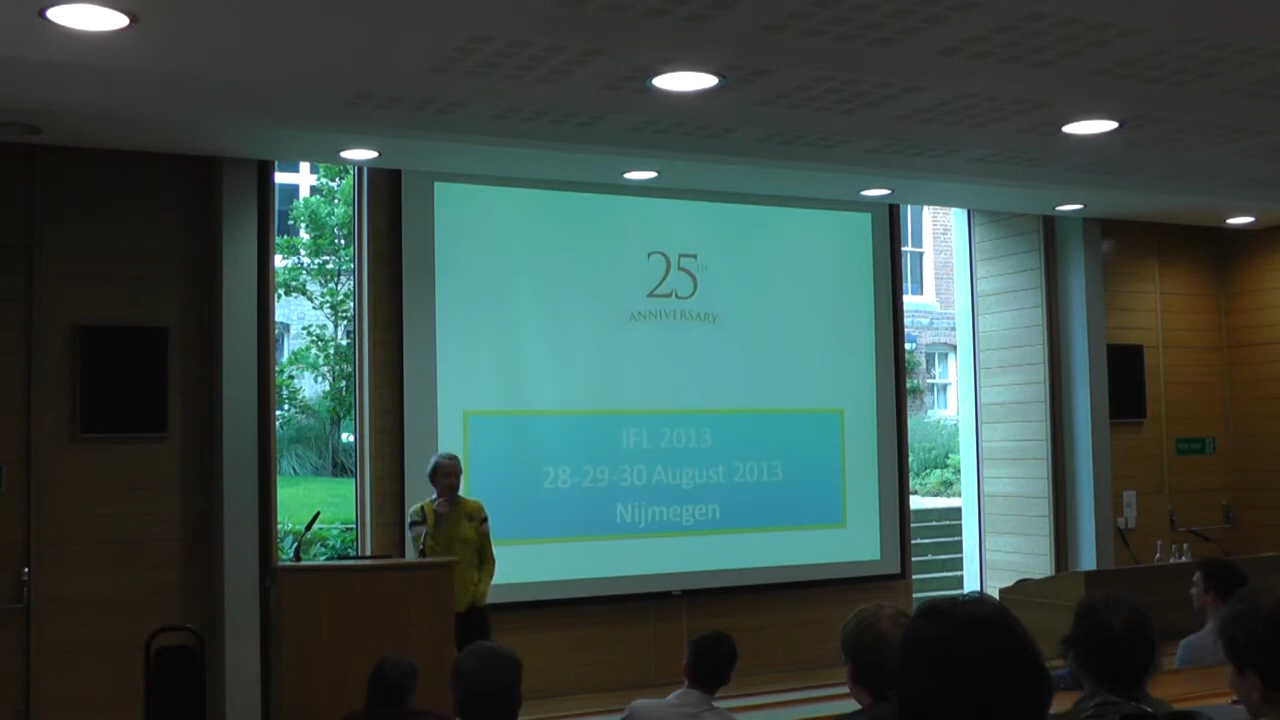 25TH
ANNIVERSARY
IFL 2013
28-29-30 August 2013
Nijmegen